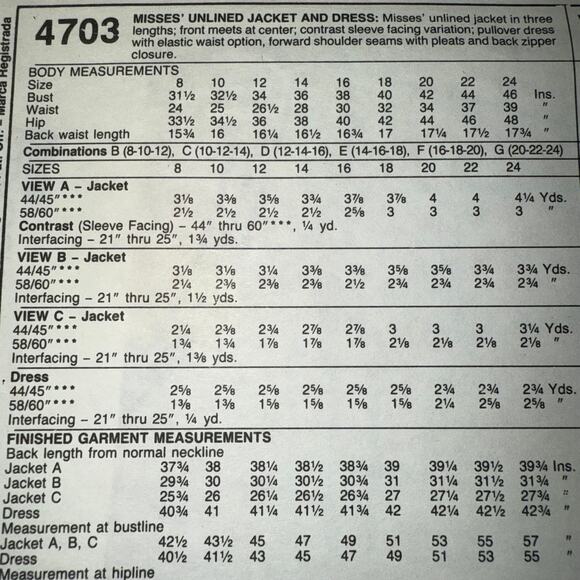 4703
MISSES' UNLINED JACKET AND DRESS: Misses' unlined jacket in three
lengths; front meets at center; contrast sleeve facing variation; pullover dress
with elastic waist option, forward shoulder seams with pleats and back zipper
closure.
BODY MEASUREMENTS
Size 8 10 12 14 16 18 20 22 24
Bust 31½ 32½ 34 36 38 40 42 44 46 Ins.
Waist 24 25 26½ 28 30 32 34 37 39 "
Hip 33½ 34½ 36 38 40 42 44 46 48 "
Back waist length 15¾ 16 16¼ 16½ 16¾ 17 17¼ 17½ 17¾ "
Combinations B (8-10-12), C (10-12-14), D (12-14-16), E (14-16-18), F (16-18-20), G (20-22-24)
SIZES 8 10 12 14 16 18 20 22 24
VIEW A – Jacket
44/45"*** 3⅛ 3⅜ 3⅝ 3¾ 3⅞ 3⅞ 4 4 4¼ Yds.
58/60"*** 2½ 2½ 2½ 2½ 2⅝ 3 3 3 3 "
Contrast (Sleeve Facing) – 44" thru 60"***, ¼ yd.
Interfacing – 21" thru 25", 1¾ yds.
VIEW B – Jacket
44/45"*** 3⅛ 3⅛ 3¼ 3⅜ 3⅜ 3⅝ 3⅝ 3¾ 3¾ Yds.
58/60"*** 2¼ 2⅜ 2⅜ 2⅜ 2½ 2¾ 2¾ 2¾ 2¾ "
Interfacing – 21" thru 25", 1½ yds.
VIEW C – Jacket
44/45"*** 2¼ 2⅜ 2¾ 2⅞ 2⅞ 3 3 3 3¼ Yds.
58/60"*** 1¾ 1¾ 1⅞ 1⅞ 1⅞ 2⅛ 2⅛ 2⅛ 2⅛ "
Interfacing – 21" thru 25", 1⅜ yds.
Dress
44/45"*** 2⅝ 2⅝ 2⅝ 2⅝ 2⅝ 2⅝ 2¾ 2¾ 2¾ Yds.
58/60"*** 1⅜ 1⅜ 1⅝ 1⅝ 1⅝ 1⅝ 2¼ 2⅝ 2⅝ "
Interfacing – 21" thru 25", ¼ yd.
FINISHED GARMENT MEASUREMENTS
Back length from normal neckline
Jacket A 37¾ 38 38¼ 38½ 38¾ 39 39¼ 39½ 39¾ Ins.
Jacket B 29¾ 30 30¼ 30½ 30¾ 31 31¼ 31½ 31¾ "
Jacket C 25¾ 26 26¼ 26½ 26¾ 27 27¼ 27½ 27¾ "
Dress 40¾ 41 41¼ 41½ 41¾ 42 42¼ 42½ 42¾ "
Measurement at bustline
Jacket A, B, C 42½ 43½ 45 47 49 51 53 55 57 "
Dress 40½ 41½ 43 45 47 49 51 53 55 "
Measurement at hipline
Marca Registrada